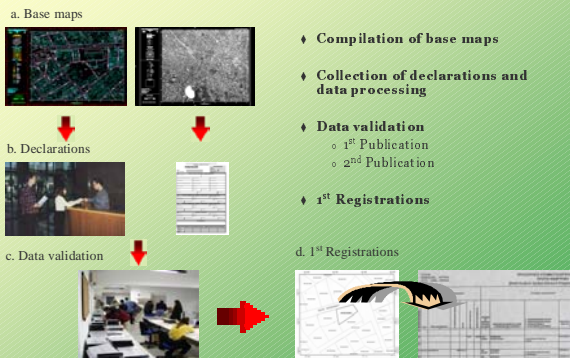 a. Base maps
b. Declarations
c. Data validation
♦ Compilation of base maps
♦ Collection of declarations and
data processing
♦ Data validation
o 1st Publication
o 2nd Publication
♦ 1st Registrations
d. 1st Registrations